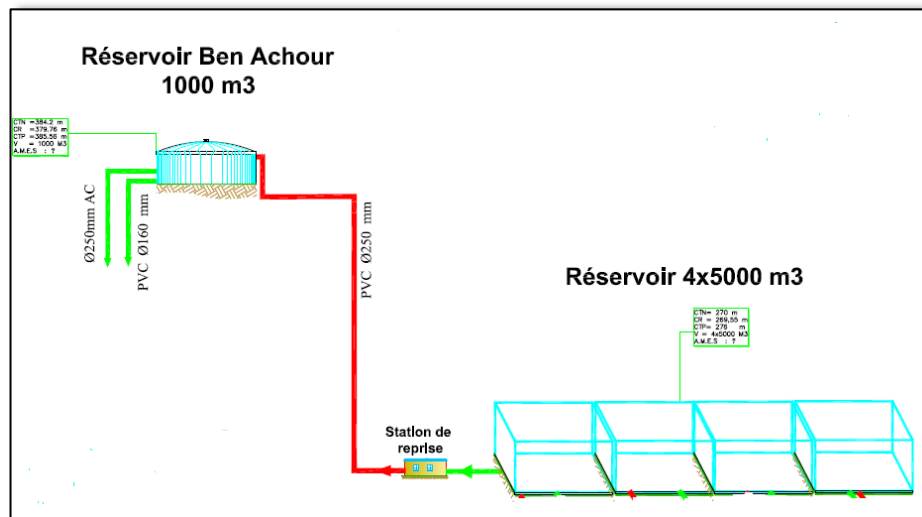 Réservoir Ben Achour
1000 m3
CTN =384.2 m
CR =379.76 m
CTP =385.56 m
V = 1000 M3
A.M.E.S : ?
Ø250mm AC
PVC Ø160 mm
PVC Ø250 mm
Réservoir 4x5000 m3
CTN= 270 m
CR = 269,55 m
CTP= 276 m
V = 4x5000 M3
A.M.E.S : ?
Station de
reprise